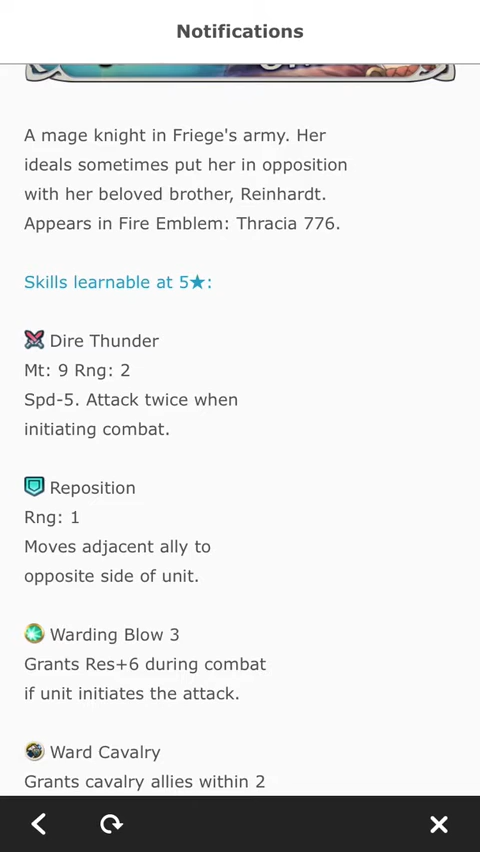 Notifications
A mage knight in Friege's army. Her
ideals sometimes put her in opposition
with her beloved brother, Reinhardt.
Appears in Fire Emblem: Thracia 776.
Skills learnable at 5★:
Dire Thunder
Mt: 9 Rng: 2
Spd-5. Attack twice when
initiating combat.
Reposition
Rng: 1
Moves adjacent ally to
opposite side of unit.
Warding Blow 3
Grants Res+6 during combat
if unit initiates the attack.
Ward Cavalry
Grants cavalry allies within 2